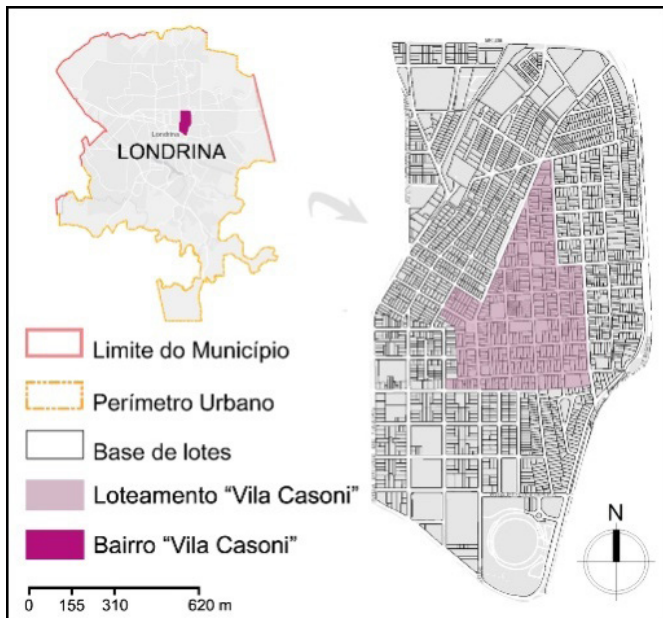 Londrina
LONDRINA
Limite do Município
Perímetro Urbano
Base de lotes
Loteamento “Vila Casoni”
Bairro “Vila Casoni”
0 155 310 620 m
N